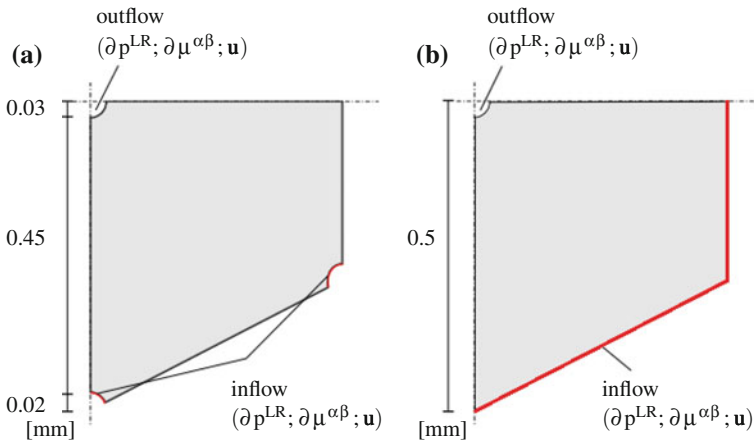 outflow
(∂p^LR; ∂μ^αβ; u)
(a)
0.03
0.45
0.02
[mm]
inflow
(∂p^LR; ∂μ^αβ; u)
outflow
(∂p^LR; ∂μ^αβ; u)
(b)
0.5
[mm]
inflow
(∂p^LR; ∂μ^αβ; u)